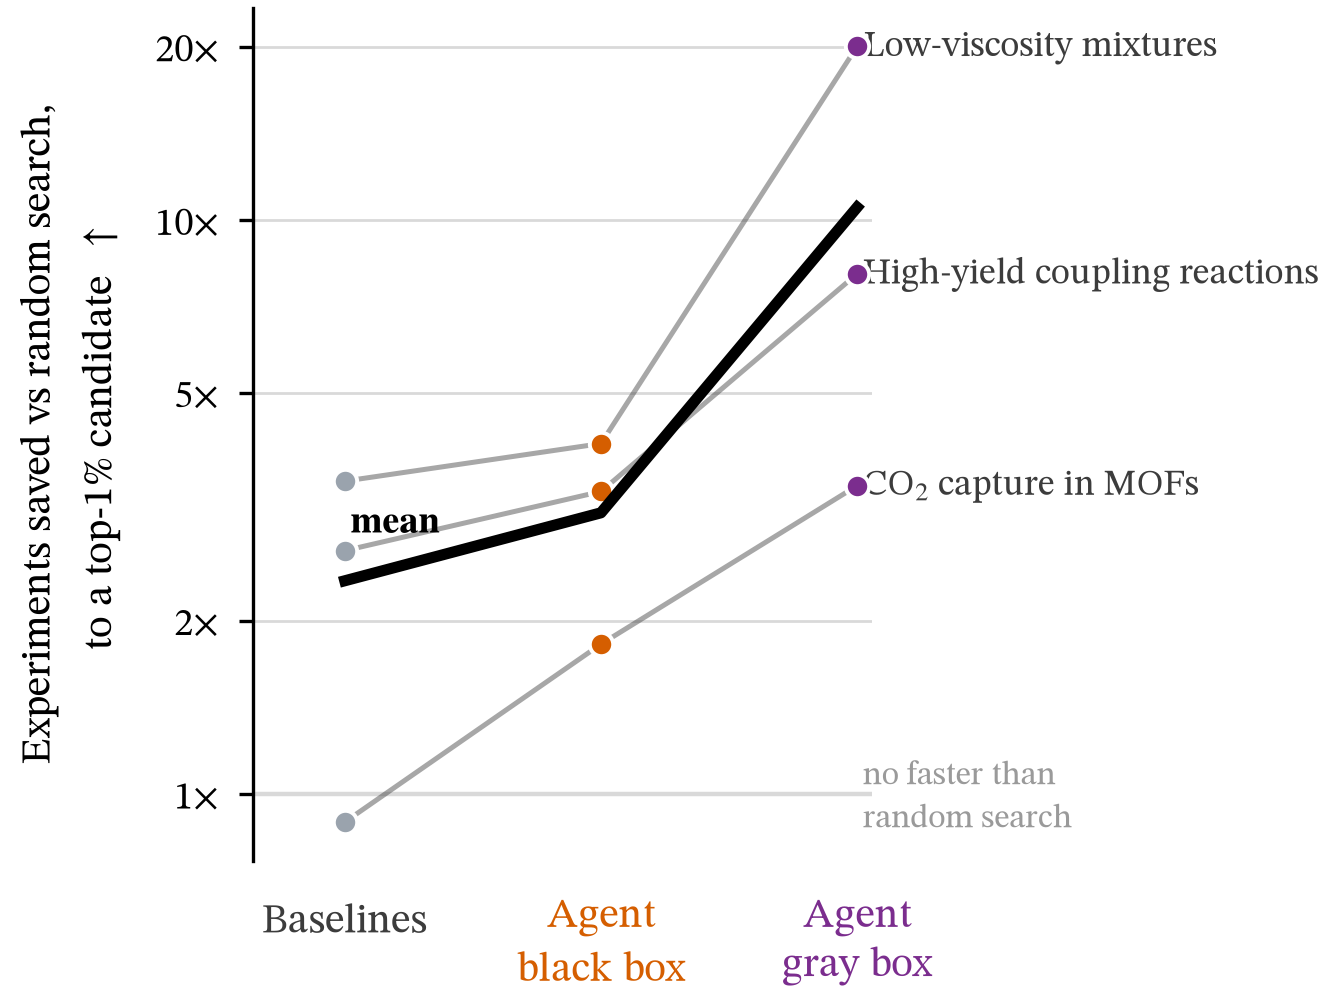 Experiments saved vs random search,
to a top-1% candidate ↑
20×
10×
5×
2×
1×
Low-viscosity mixtures
High-yield coupling reactions
CO₂ capture in MOFs
mean
no faster than
random search
Baselines
Agent
black box
Agent
gray box